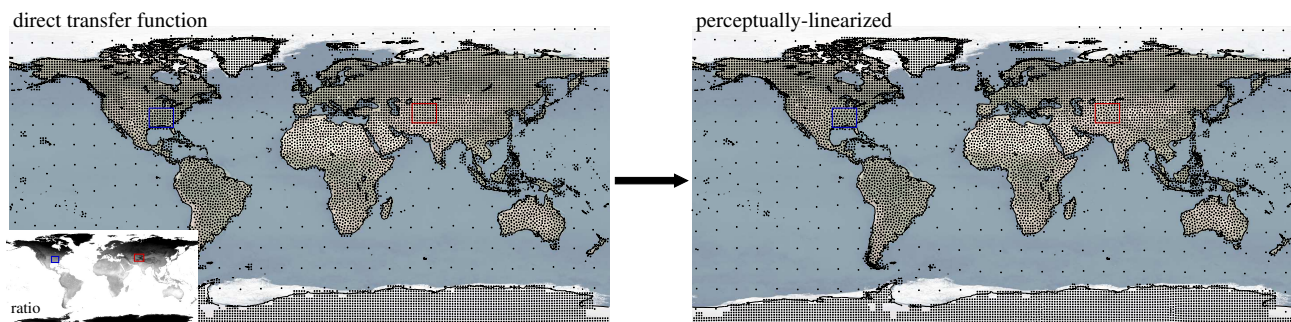 direct transfer function
perceptually-linearized
ratio